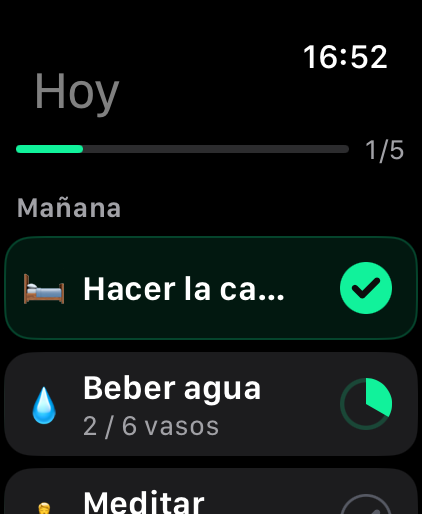 16:52
Hoy
1/5
Mañana
Hacer la ca...
Beber agua
2 / 6 vasos
Meditar